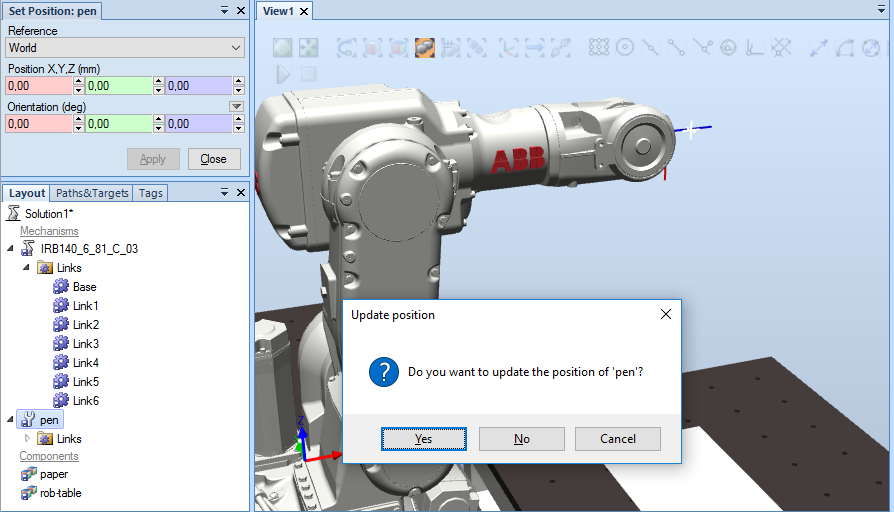 Set Position: pen
Reference
World
Position X,Y,Z (mm)
0,00 0,00 0,00
Orientation (deg)
0,00 0,00 0,00
Apply Close
Layout Paths&Targets Tags
Solution1*
Mechanisms
IRB140_6_81_C_03
Links
Base
Link1
Link2
Link3
Link4
Link5
Link6
pen
Links
Components
paper
rob-table
View1
ABB
Z
Update position
Do you want to update the position of 'pen'?
Yes No Cancel